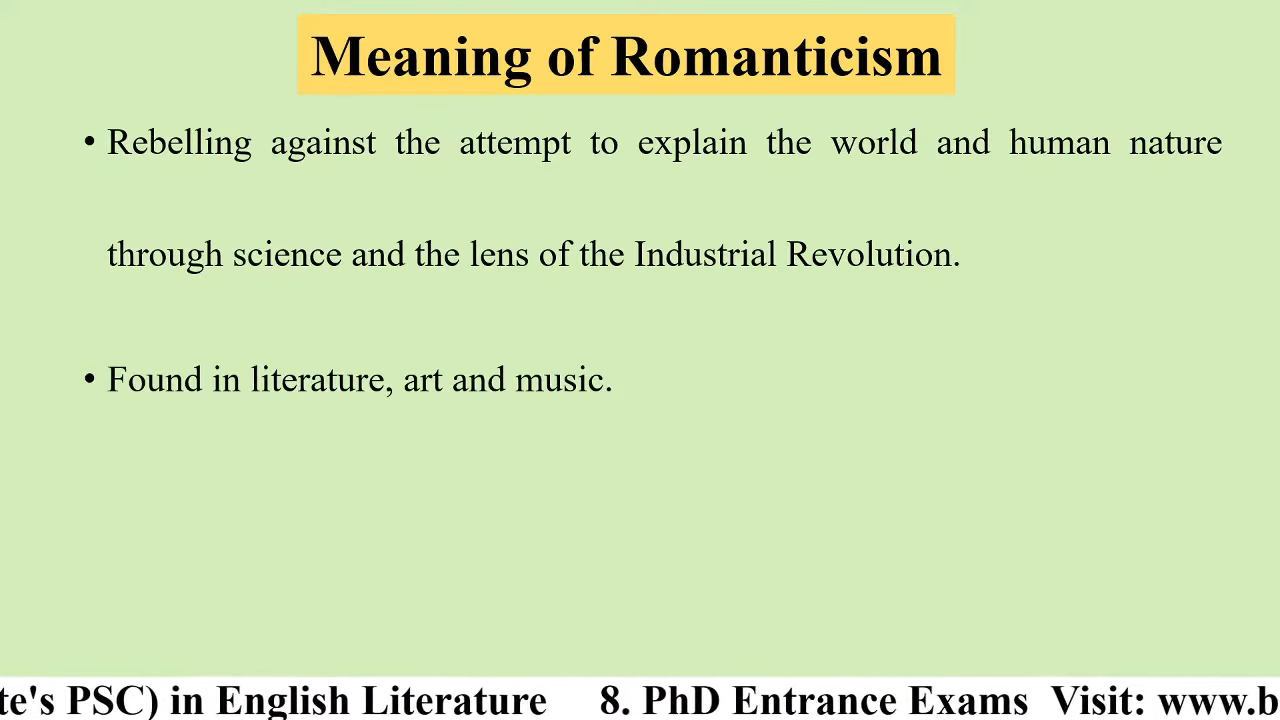 Meaning of Romanticism
• Rebelling against the attempt to explain the world and human nature
through science and the lens of the Industrial Revolution.
• Found in literature, art and music.
te's PSC) in English Literature 8. PhD Entrance Exams Visit: www.b